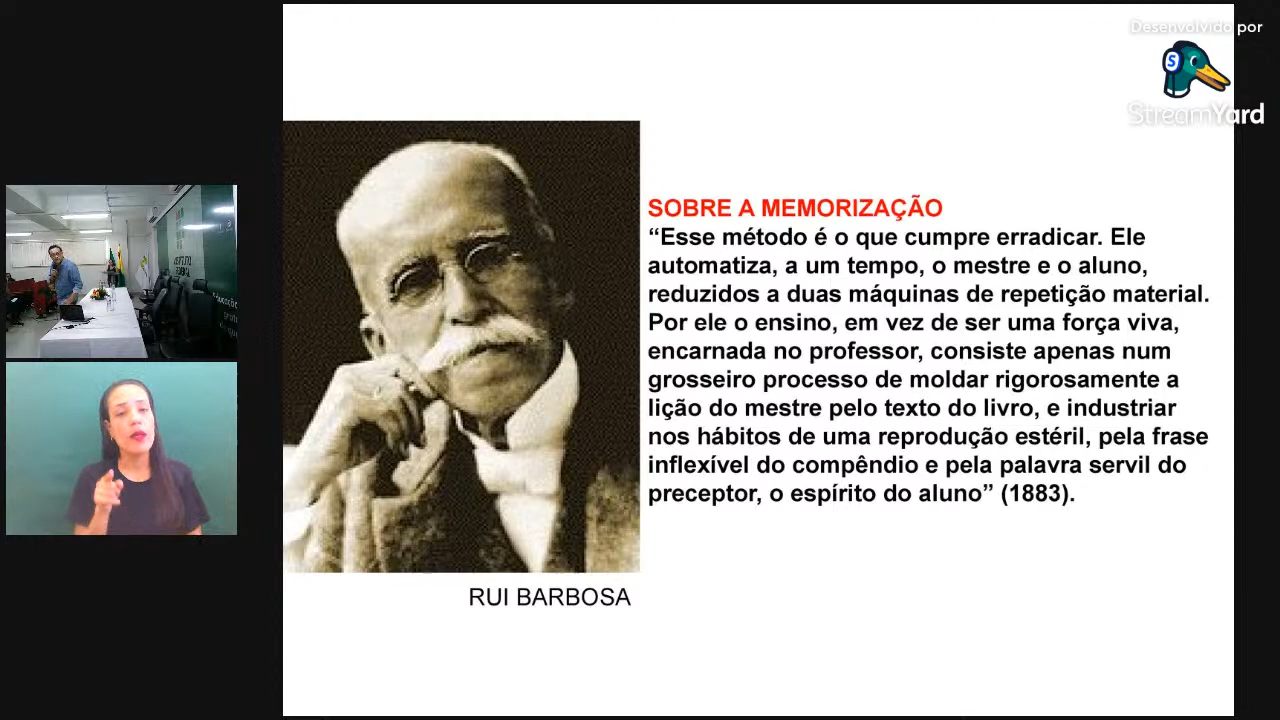 Desenvolvido por
StreamYard
SOBRE A MEMORIZAÇÃO
“Esse método é o que cumpre erradicar. Ele
automatiza, a um tempo, o mestre e o aluno,
reduzidos a duas máquinas de repetição material.
Por ele o ensino, em vez de ser uma força viva,
encarnada no professor, consiste apenas num
grosseiro processo de moldar rigorosamente a
lição do mestre pelo texto do livro, e industriar
nos hábitos de uma reprodução estéril, pela frase
inflexível do compêndio e pela palavra servil do
preceptor, o espírito do aluno” (1883).
RUI BARBOSA